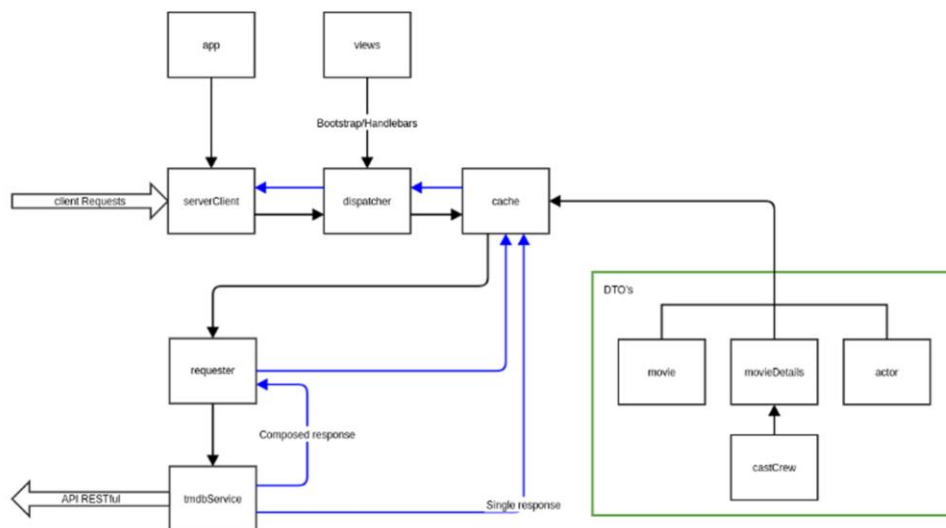 app
views
Bootstrap/Handlebars
client Requests
serverClient
dispatcher
cache
DTO's
requester
movie
movieDetails
actor
Composed response
castCrew
API RESTful
tmdbService
Single response